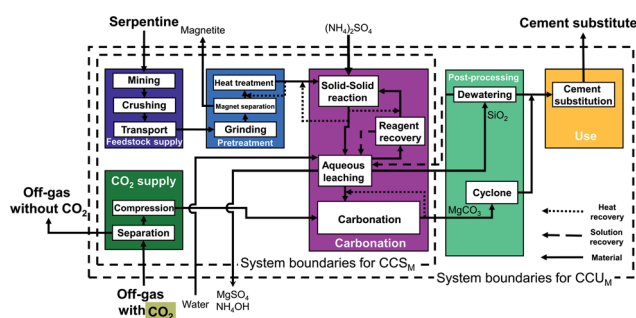 Serpentine
Magnetite
(NH₄)₂SO₄
Cement substitute
Mining
Crushing
Transport
Feedstock supply
Heat treatment
Magnet separation
Grinding
Pretreatment
Solid-Solid
reaction
Reagent
recovery
Aqueous
leaching
Carbonation
Carbonation
Post-processing
Dewatering
SiO₂
Cyclone
MgCO₃
Cement
substitution
Use
CO₂ supply
Compression
Separation
Off-gas
without CO₂
Off-gas
with CO₂
Water
MgSO₄
NH₄OH
System boundaries for CCS_M
System boundaries for CCU_M
Heat
recovery
Solution
recovery
Material